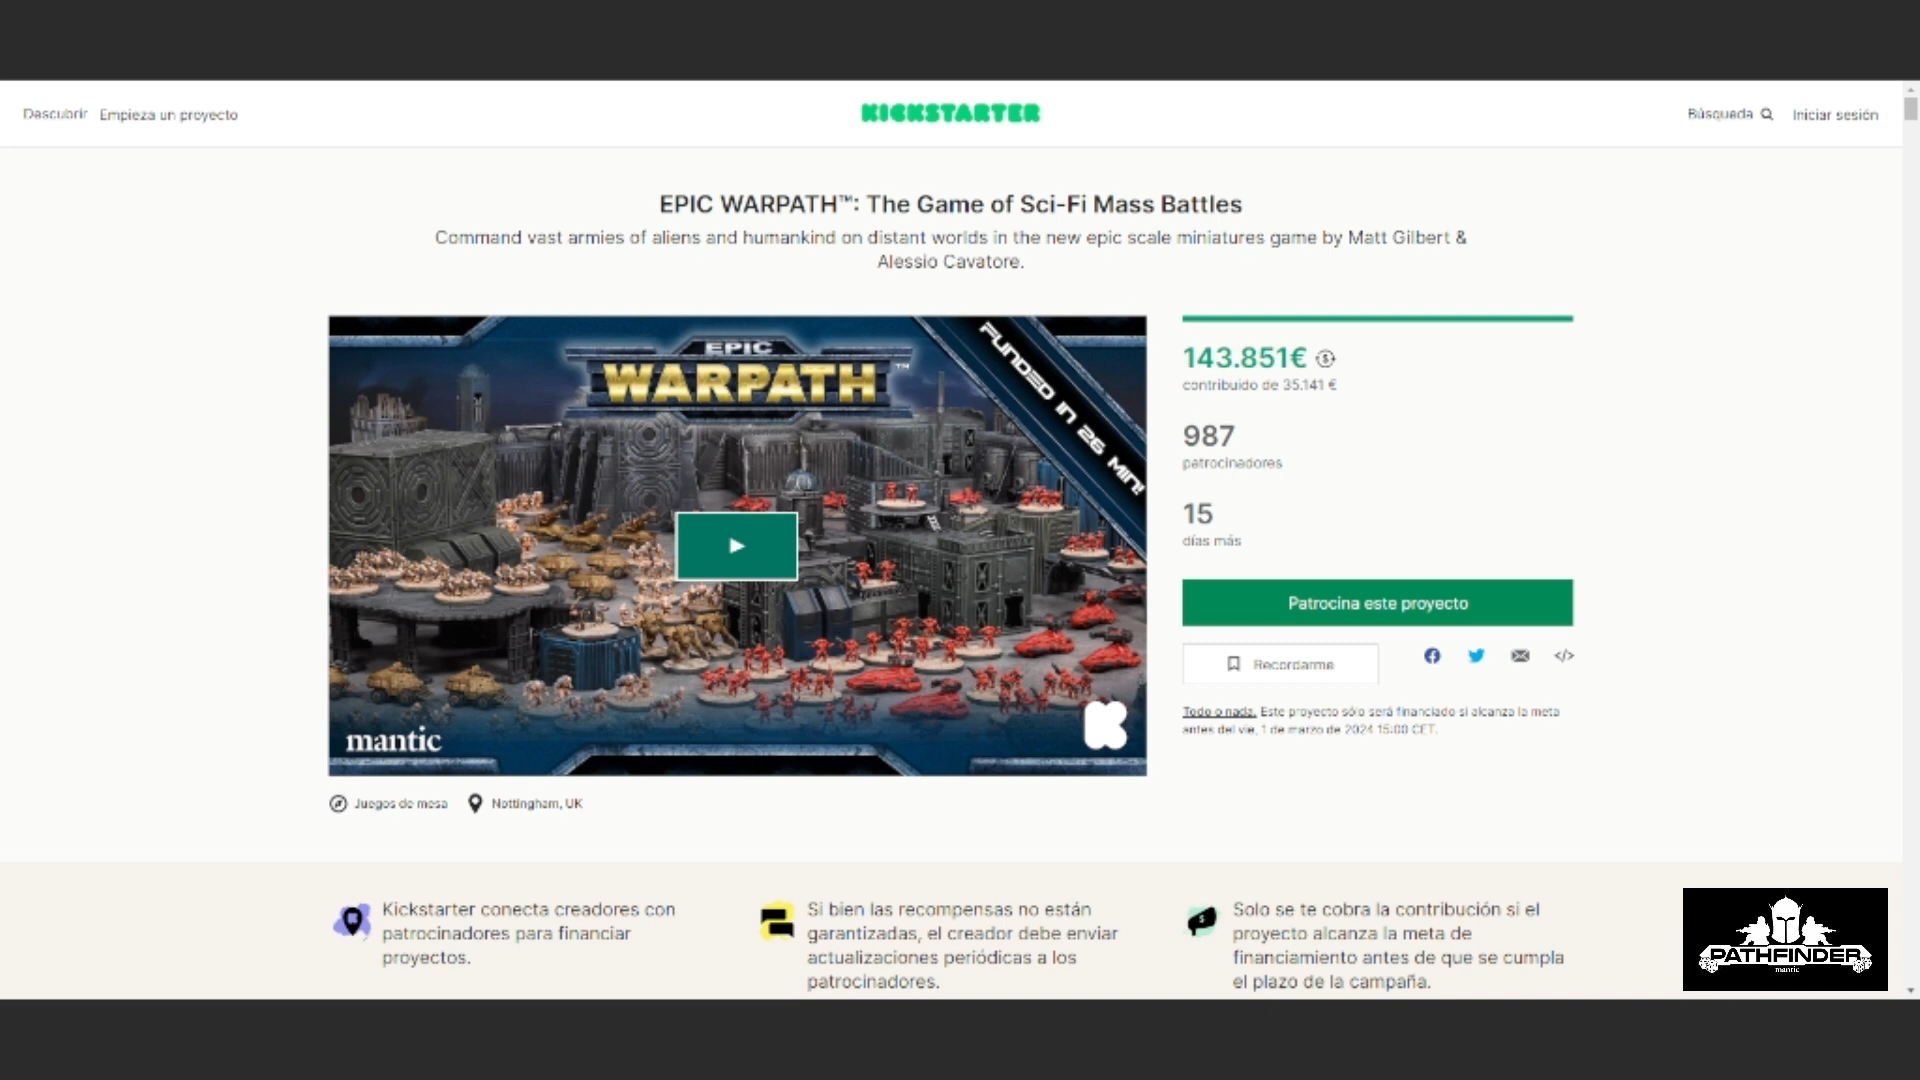 Descubrir Empieza un proyecto
KICKSTARTER
Búsqueda
Iniciar sesión
EPIC WARPATH™: The Game of Sci-Fi Mass Battles
Command vast armies of aliens and humankind on distant worlds in the new epic scale miniatures game by Matt Gilbert &
Alessio Cavatore.
EPIC
WARPATH™
FUNDED IN 26 MIN!
mantic
K
143.851€
contribuido de 35.141 €
987
patrocinadores
15
días más
Patrocina este proyecto
Recordarme
Todo o nada. Este proyecto sólo será financiado si alcanza la meta
antes del vie, 1 de marzo de 2024 15:00 CET.
Juegos de mesa
Nottingham, UK
Kickstarter conecta creadores con
patrocinadores para financiar
proyectos.
Si bien las recompensas no están
garantizadas, el creador debe enviar
actualizaciones periódicas a los
patrocinadores.
Solo se te cobra la contribución si el
proyecto alcanza la meta de
financiamiento antes de que se cumpla
el plazo de la campaña.
PATHFINDER
mantic